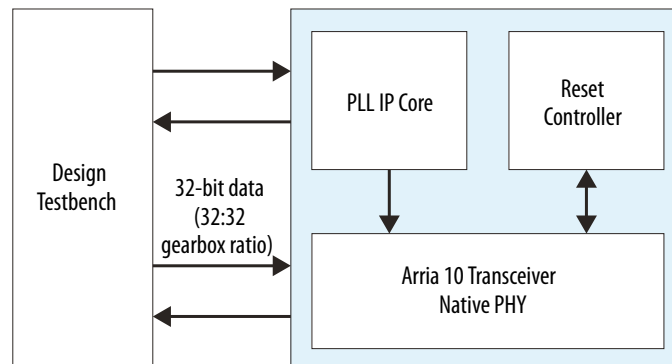 Design
Testbench
32-bit data
(32:32
gearbox ratio)
PLL IP Core
Reset
Controller
Arria 10 Transceiver
Native PHY